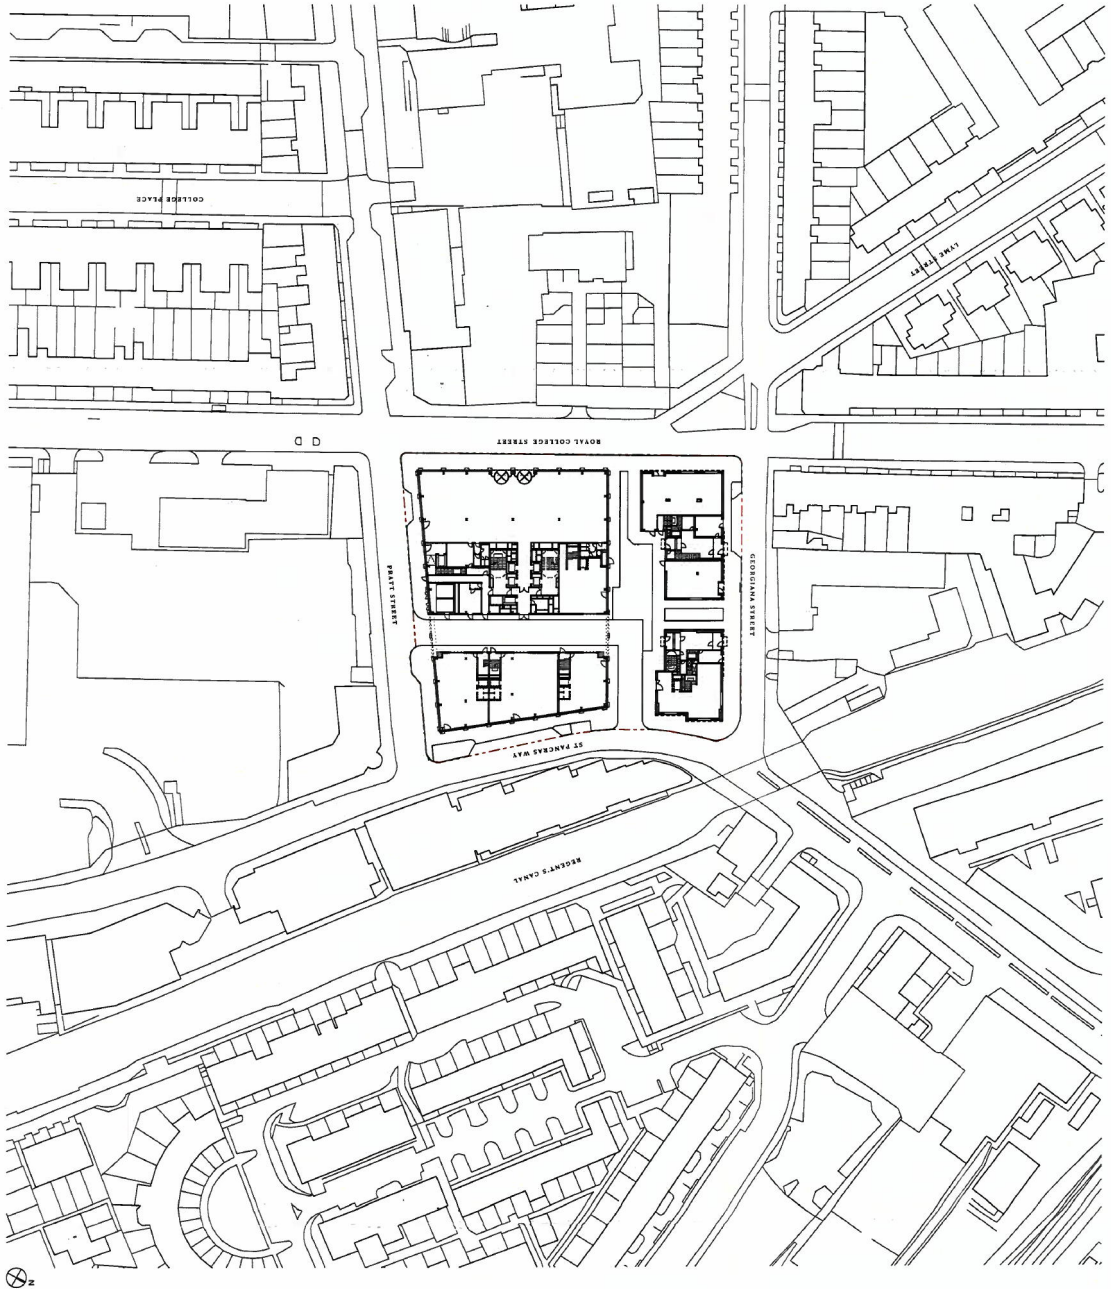 COLLEGE PLACE
LYME STREET
ROYAL COLLEGE STREET
PRATT STREET
GEORGIANA STREET
ST PANCRAS WAY
REGENT'S CANAL
N